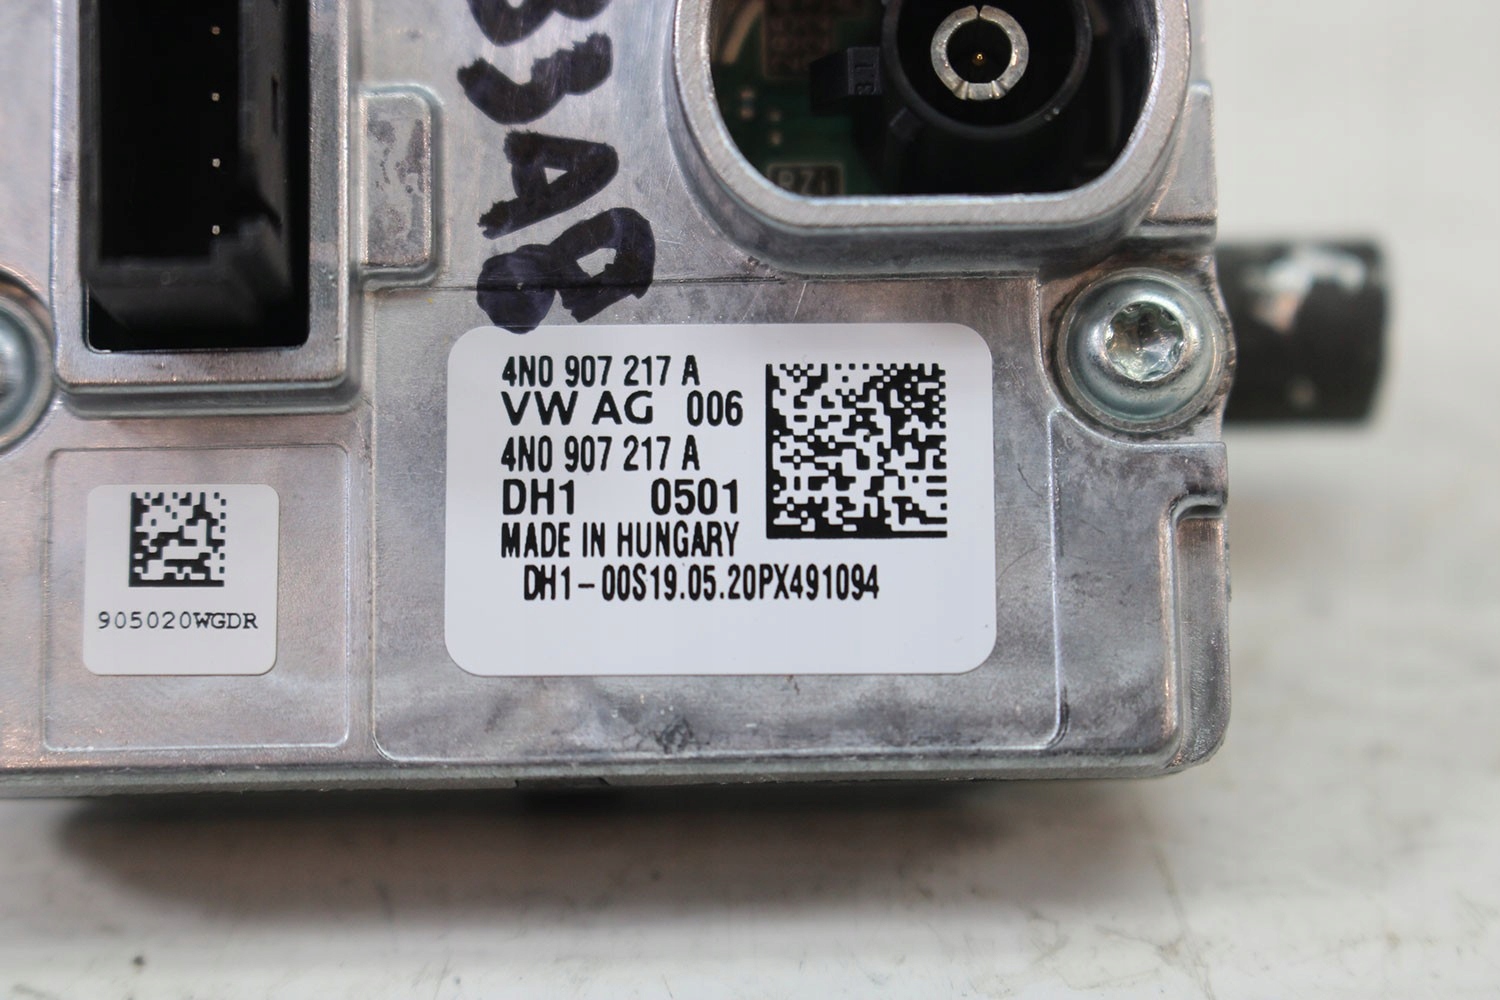 4N0 907 217 A
VW AG 006
4N0 907 217 A
DH1 0501
MADE IN HUNGARY
DH1-00S19.05.20PX491094
905020WGDR